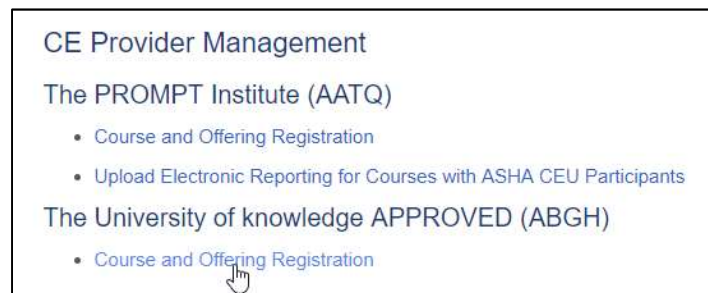 CE Provider Management
The PROMPT Institute (AATQ)
• Course and Offering Registration
• Upload Electronic Reporting for Courses with ASHA CEU Participants
The University of knowledge APPROVED (ABGH)
• Course and Offering Registration